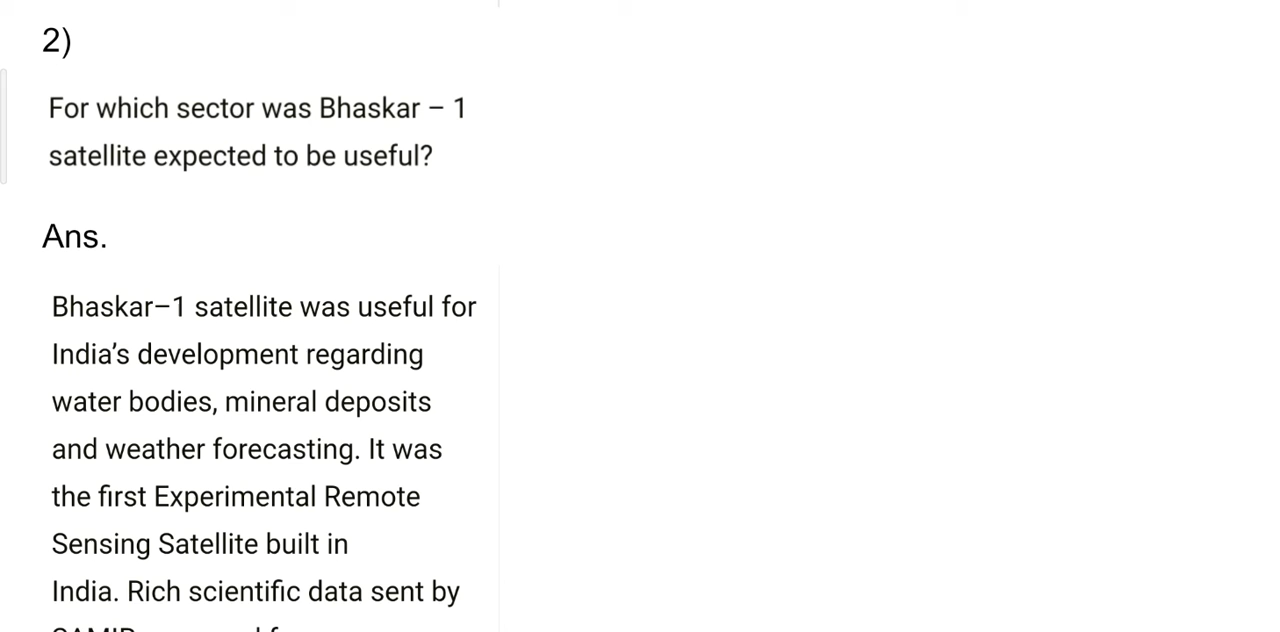 2)
For which sector was Bhaskar – 1
satellite expected to be useful?
Ans.
Bhaskar–1 satellite was useful for
India’s development regarding
water bodies, mineral deposits
and weather forecasting. It was
the first Experimental Remote
Sensing Satellite built in
India. Rich scientific data sent by